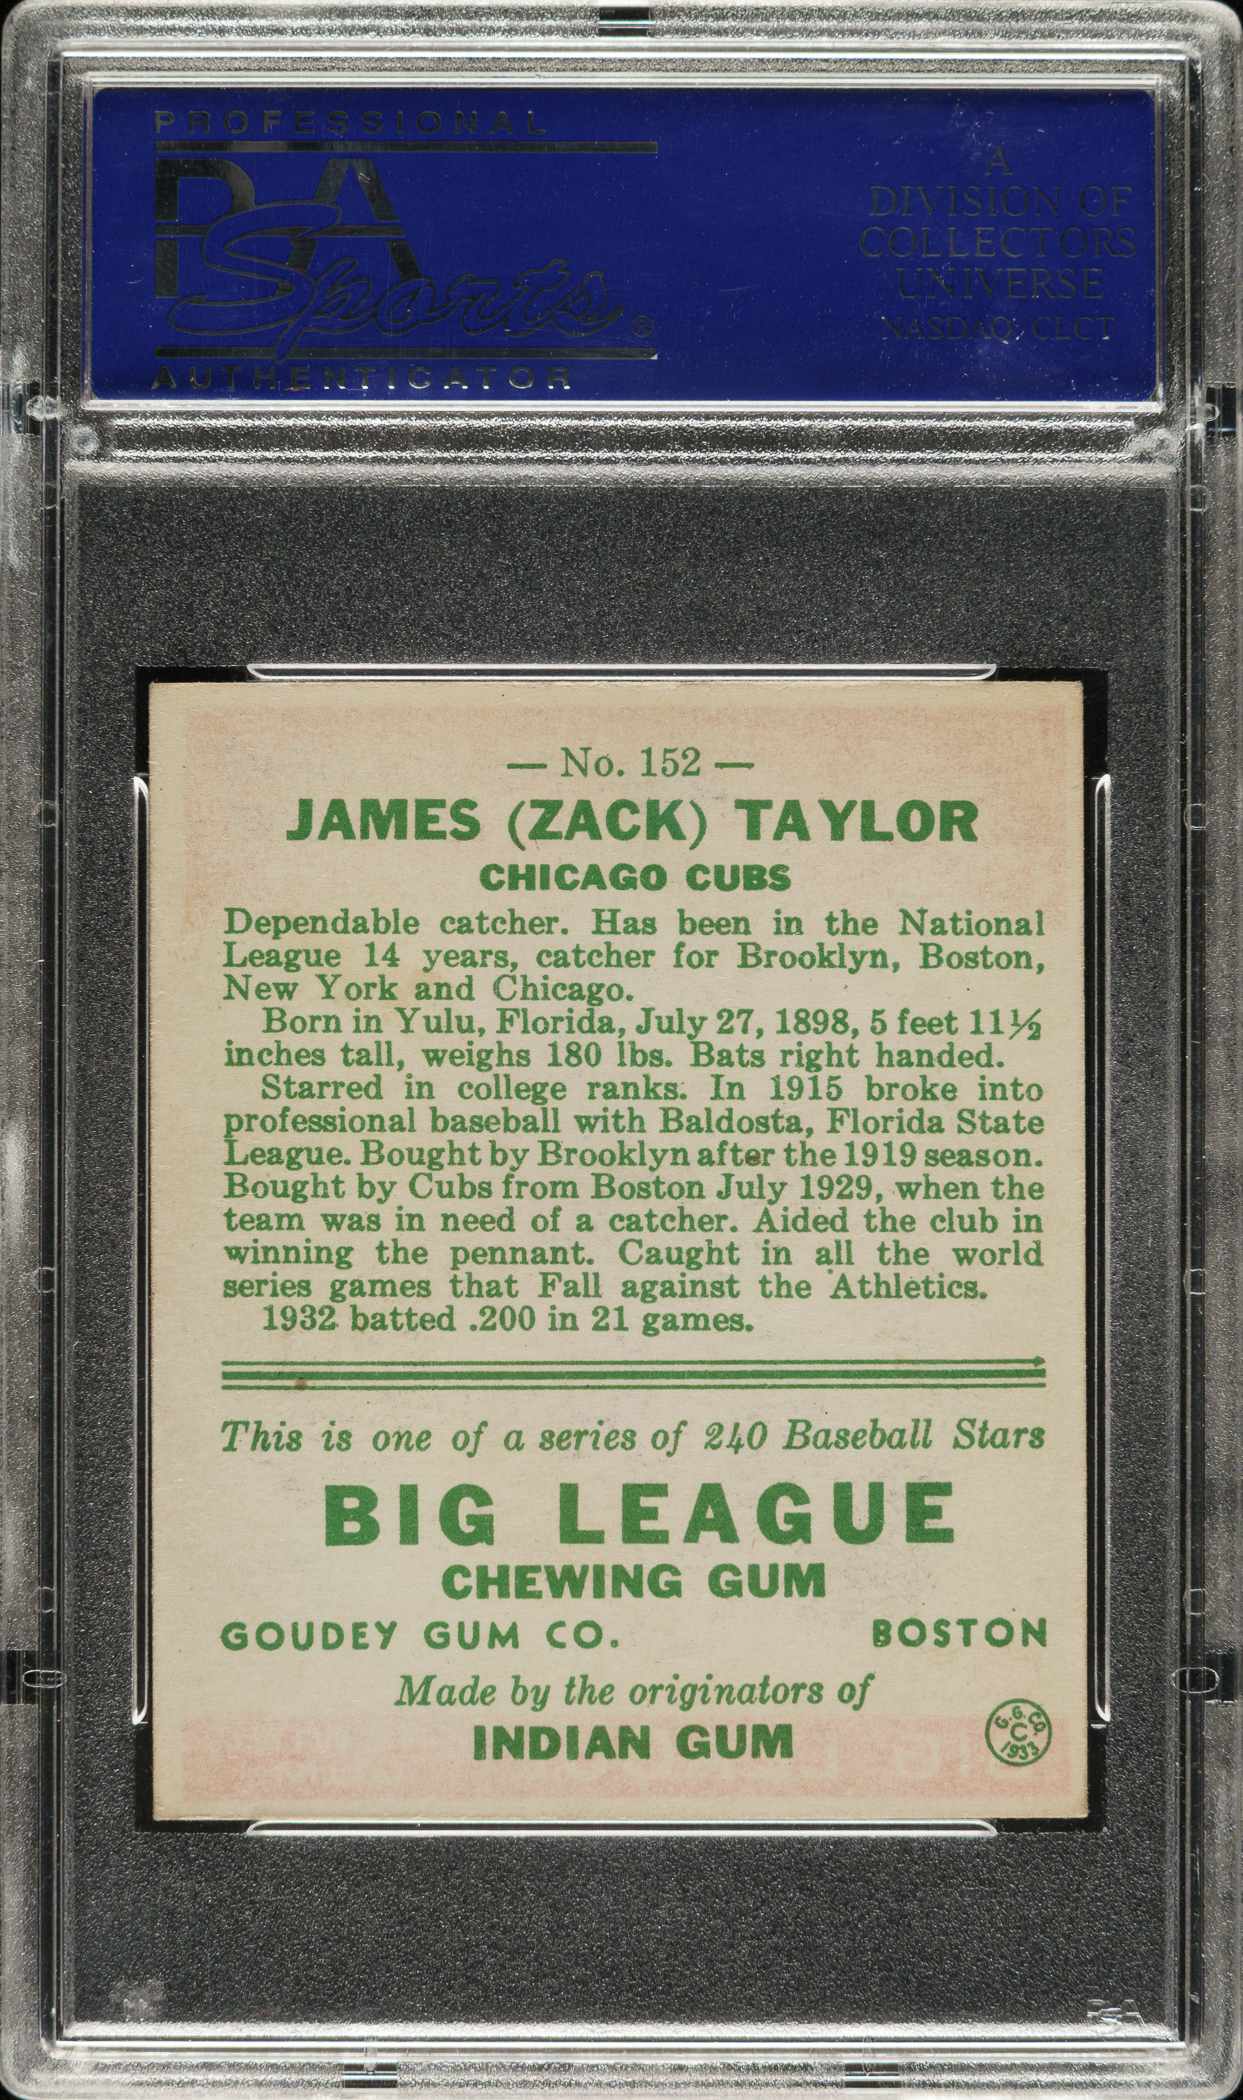 PROFESSIONAL
PSA
Sports®
AUTHENTICATOR
A
DIVISION OF
COLLECTORS
UNIVERSE
NASDAQ: CLCT
— No. 152 —
JAMES (ZACK) TAYLOR
CHICAGO CUBS
Dependable catcher. Has been in the National
League 14 years, catcher for Brooklyn, Boston,
New York and Chicago.
Born in Yulu, Florida, July 27, 1898, 5 feet 11½
inches tall, weighs 180 lbs. Bats right handed.
Starred in college ranks. In 1915 broke into
professional baseball with Baldosta, Florida State
League. Bought by Brooklyn after the 1919 season.
Bought by Cubs from Boston July 1929, when the
team was in need of a catcher. Aided the club in
winning the pennant. Caught in all the world
series games that Fall against the Athletics.
1932 batted .200 in 21 games.
This is one of a series of 240 Baseball Stars
BIG LEAGUE
CHEWING GUM
GOUDEY GUM CO. BOSTON
Made by the originators of
INDIAN GUM
G. G. CO.
C
1933
PSA